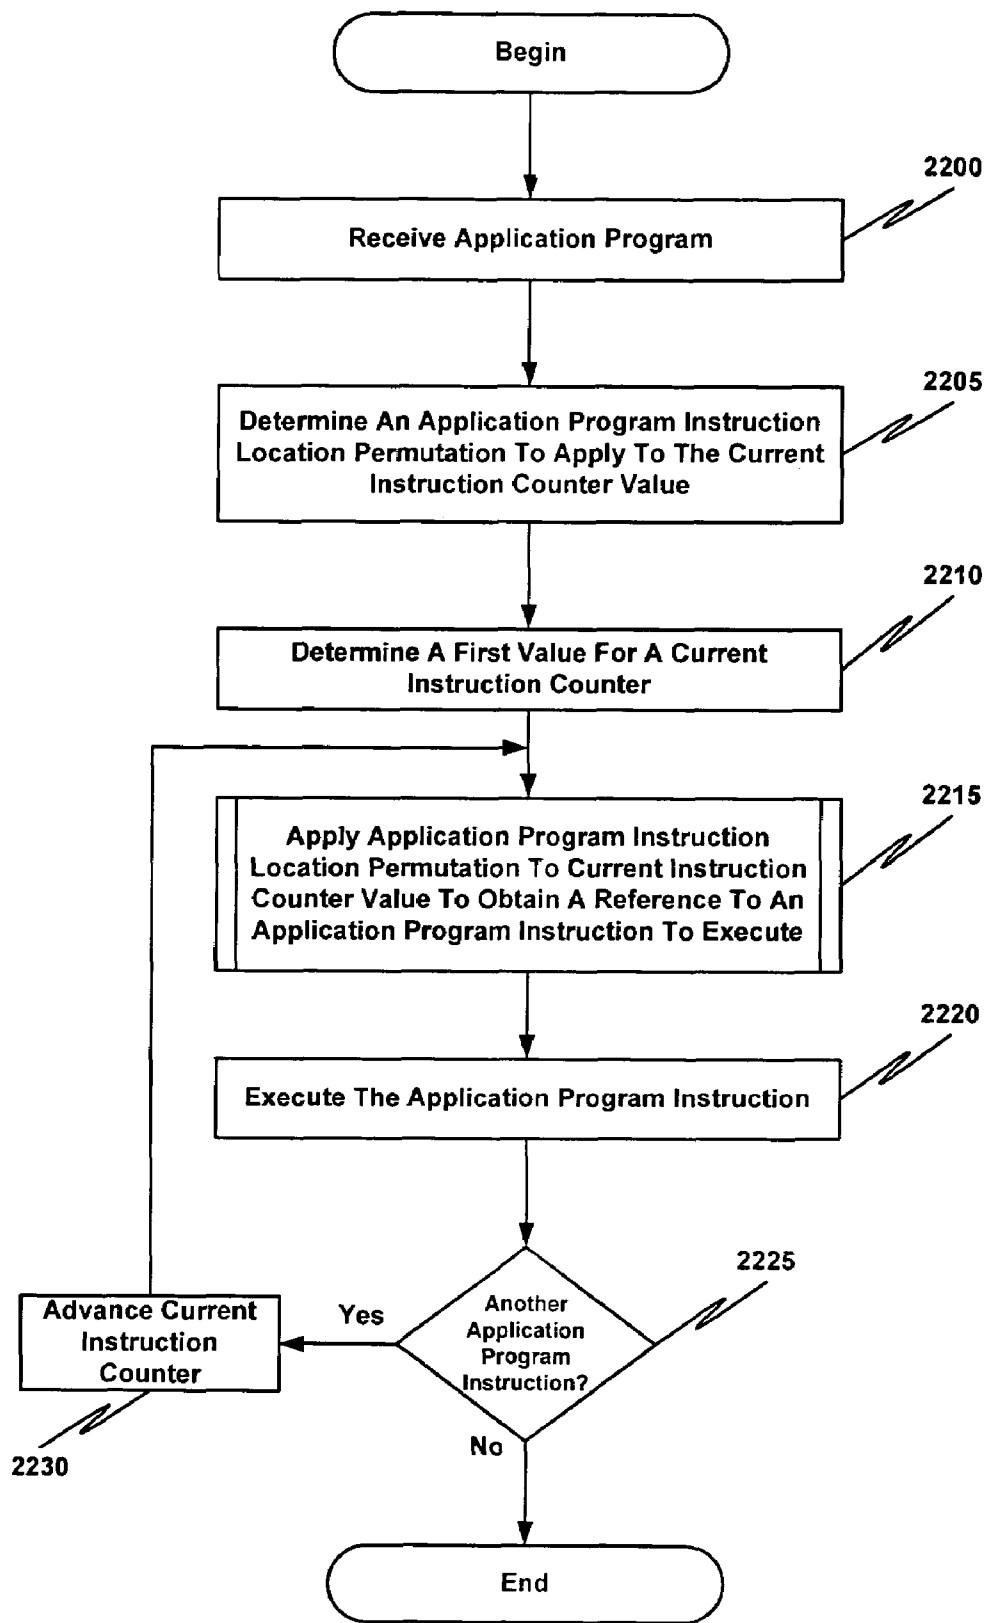 Begin
2200
Receive Application Program
2205
Determine An Application Program Instruction
Location Permutation To Apply To The Current
Instruction Counter Value
2210
Determine A First Value For A Current
Instruction Counter
2215
Apply Application Program Instruction
Location Permutation To Current Instruction
Counter Value To Obtain A Reference To An
Application Program Instruction To Execute
2220
Execute The Application Program Instruction
2225
Another
Application
Program
Instruction?
Yes
Advance Current
Instruction
Counter
2230
No
End